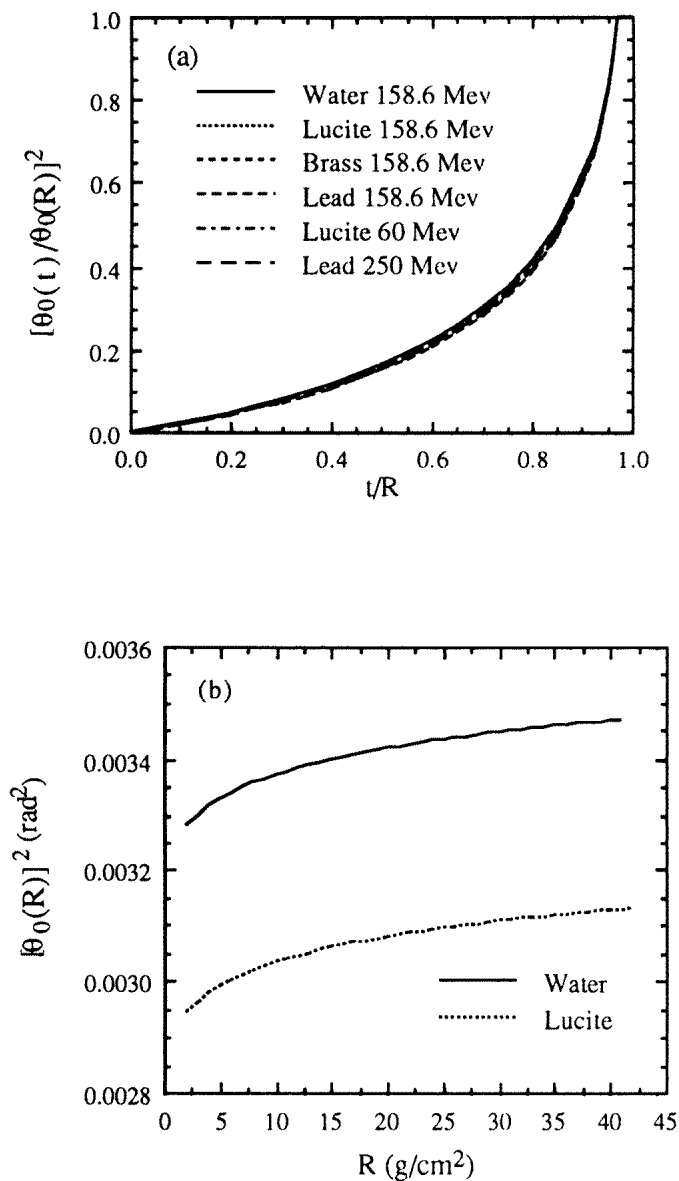 (a)
Water 158.6 Mev
Lucite 158.6 Mev
Brass 158.6 Mev
Lead 158.6 Mev
Lucite 60 Mev
Lead 250 Mev
[θ0(t)/θ0(R)]²
1.0
0.8
0.6
0.4
0.2
0.0
0.0 0.2 0.4 0.6 0.8 1.0
t/R
(b)
[θ0(R)]² (rad²)
0.0036
0.0034
0.0032
0.0030
0.0028
Water
Lucite
0 5 10 15 20 25 30 35 40 45
R (g/cm²)